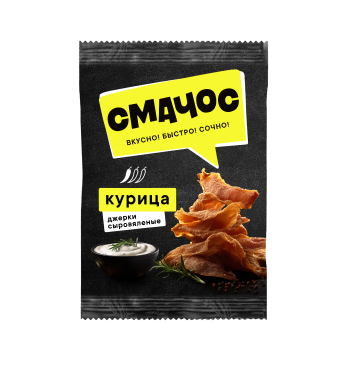 СМАЧОС
ВКУСНО! БЫСТРО! СОЧНО!
курица
джерки
сыровяленые